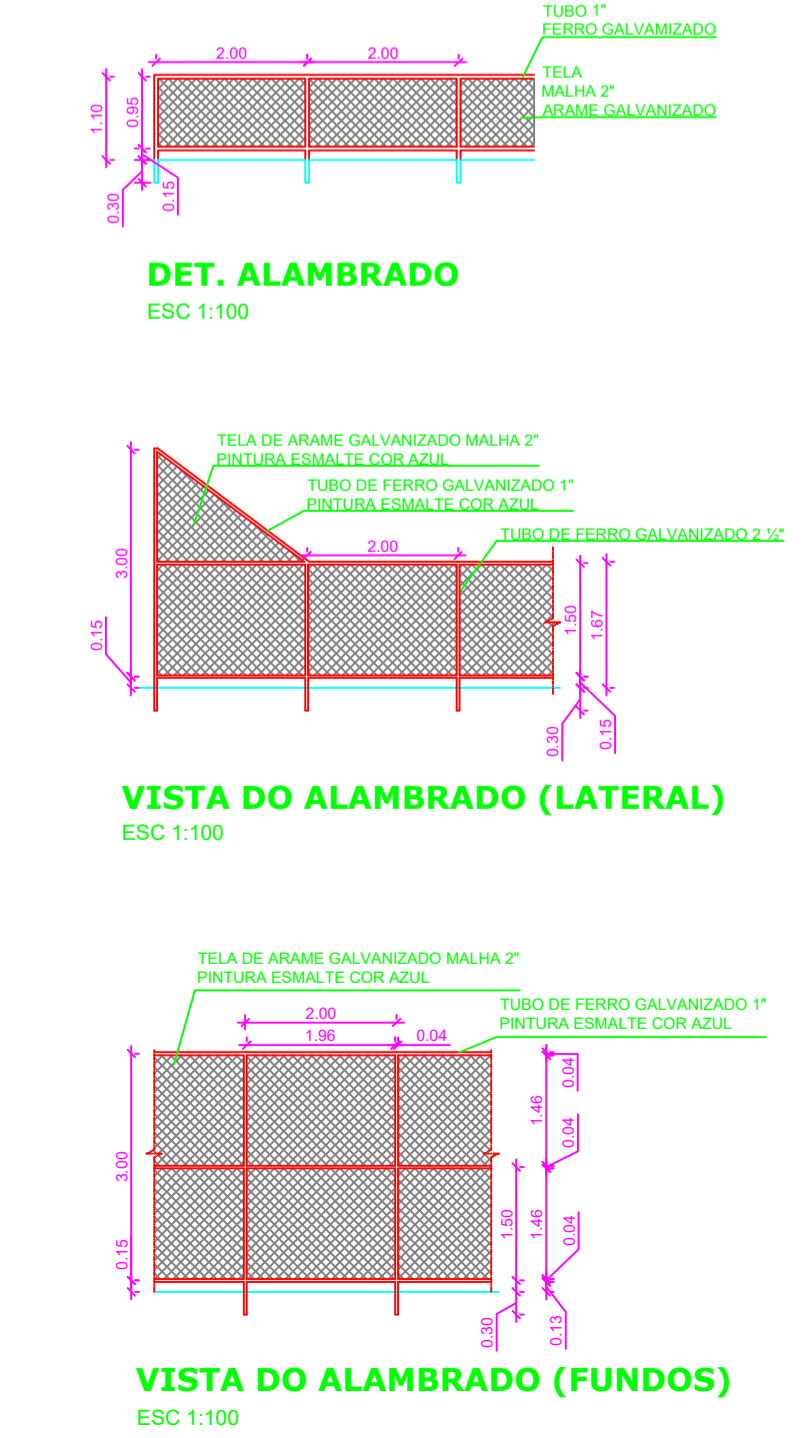 TUBO 1"
FERRO GALVAMIZADO
2.00
2.00
TELA
MALHA 2"
ARAME GALVANIZADO
1.10
0.95
0.30
0.15
DET. ALAMBRADO
ESC 1:100
TELA DE ARAME GALVANIZADO MALHA 2"
PINTURA ESMALTE COR AZUL
TUBO DE FERRO GALVANIZADO 1"
PINTURA ESMALTE COR AZUL
TUBO DE FERRO GALVANIZADO 2 ½"
2.00
3.00
0.15
1.50
1.67
0.30
0.15
VISTA DO ALAMBRADO (LATERAL)
ESC 1:100
TELA DE ARAME GALVANIZADO MALHA 2"
PINTURA ESMALTE COR AZUL
TUBO DE FERRO GALVANIZADO 1"
PINTURA ESMALTE COR AZUL
2.00
1.96
0.04
0.04
1.46
0.04
3.00
1.50
1.46
0.04
0.15
0.30
0.13
VISTA DO ALAMBRADO (FUNDOS)
ESC 1:100